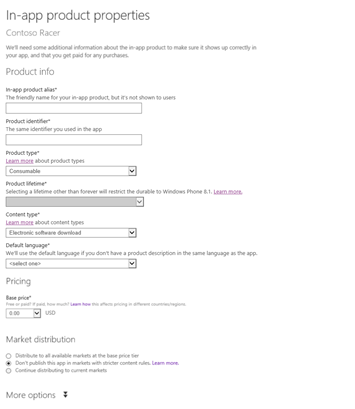 In-app product properties
Contoso Racer
We'll need some additional information about the in-app product to make sure it shows up correctly in
your app, and that you get paid for any purchases.
Product info
In-app product alias*
The friendly name for your in-app product, but it's not shown to users
Product identifier*
The same identifier you used in the app
Product type*
Learn more about product types
Consumable
Product lifetime*
Selecting a lifetime other than forever will restrict the durable to Windows Phone 8.1. Learn more.
Content type*
Learn more about content types
Electronic software download
Default language*
We'll use the default language if you don't have a product description in the same language as the app.
<select one>
Pricing
Base price*
Free or paid? If paid, how much? Learn how this affects pricing in different countries/regions.
0.00 USD
Market distribution
Distribute to all available markets at the base price tier
Don't publish this app in markets with stricter content rules. Learn more.
Continue distributing to current markets
More options